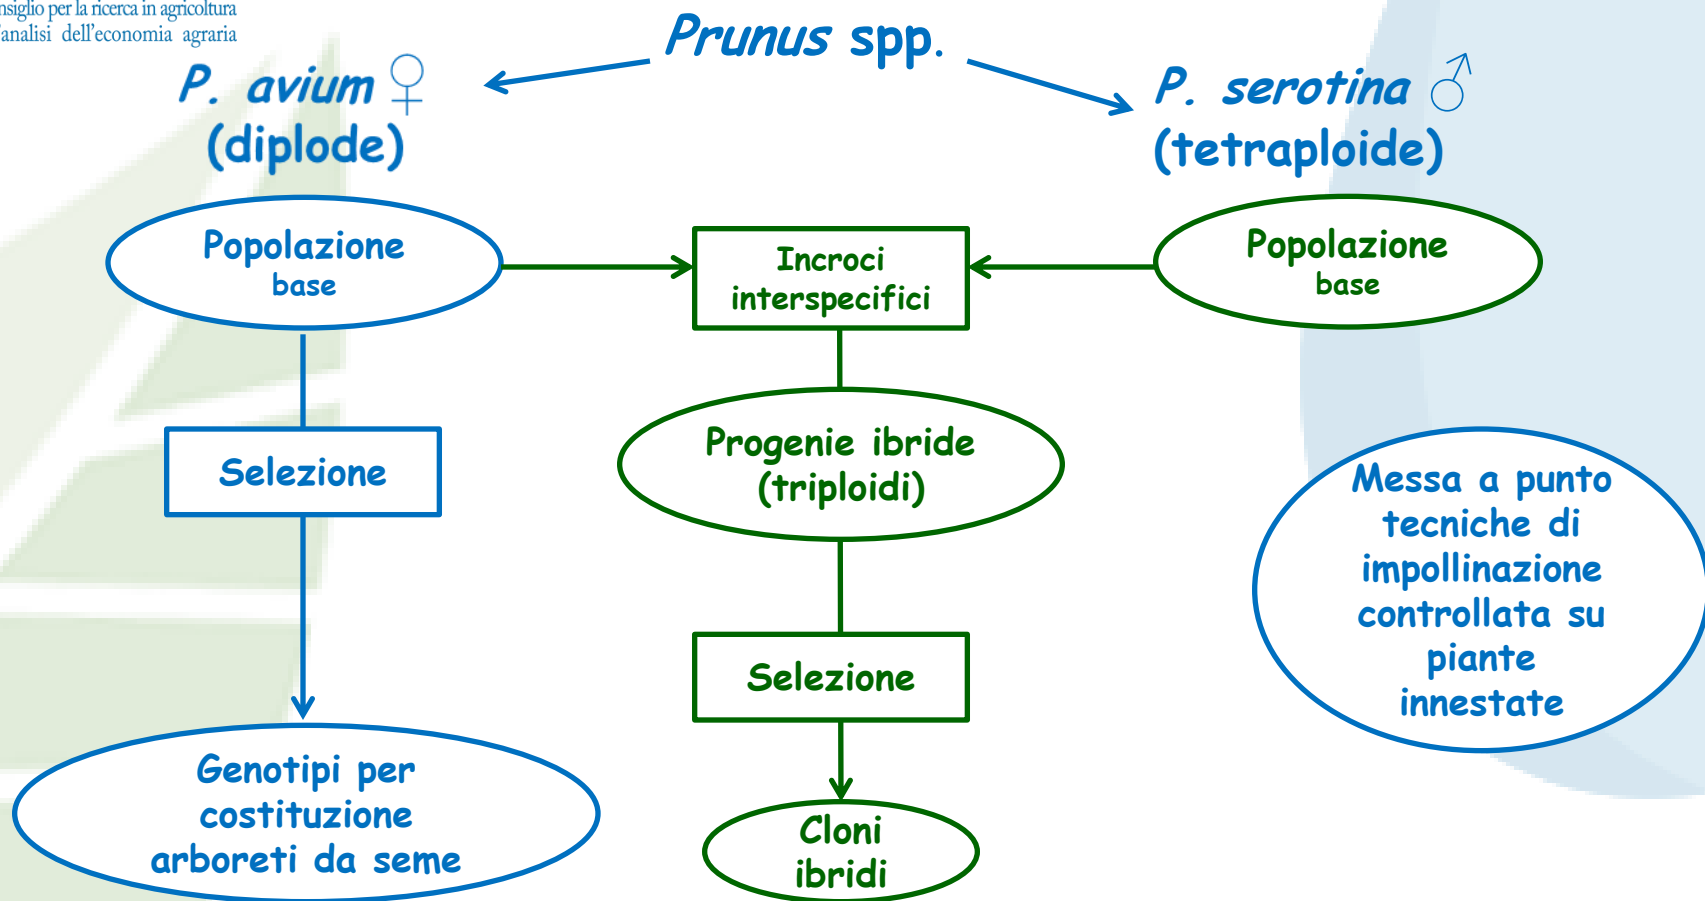 nsiglio per la ricerca in agricoltura
'analisi dell'economia agraria
Prunus spp.
P. avium ♀
(diplode)
P. serotina ♂
(tetraploide)
Popolazione
base
Incroci
interspecifici
Popolazione
base
Selezione
Progenie ibride
(triploidi)
Messa a punto
tecniche di
impollinazione
controllata su
piante
innestate
Selezione
Genotipi per
costituzione
arboreti da seme
Cloni
ibridi